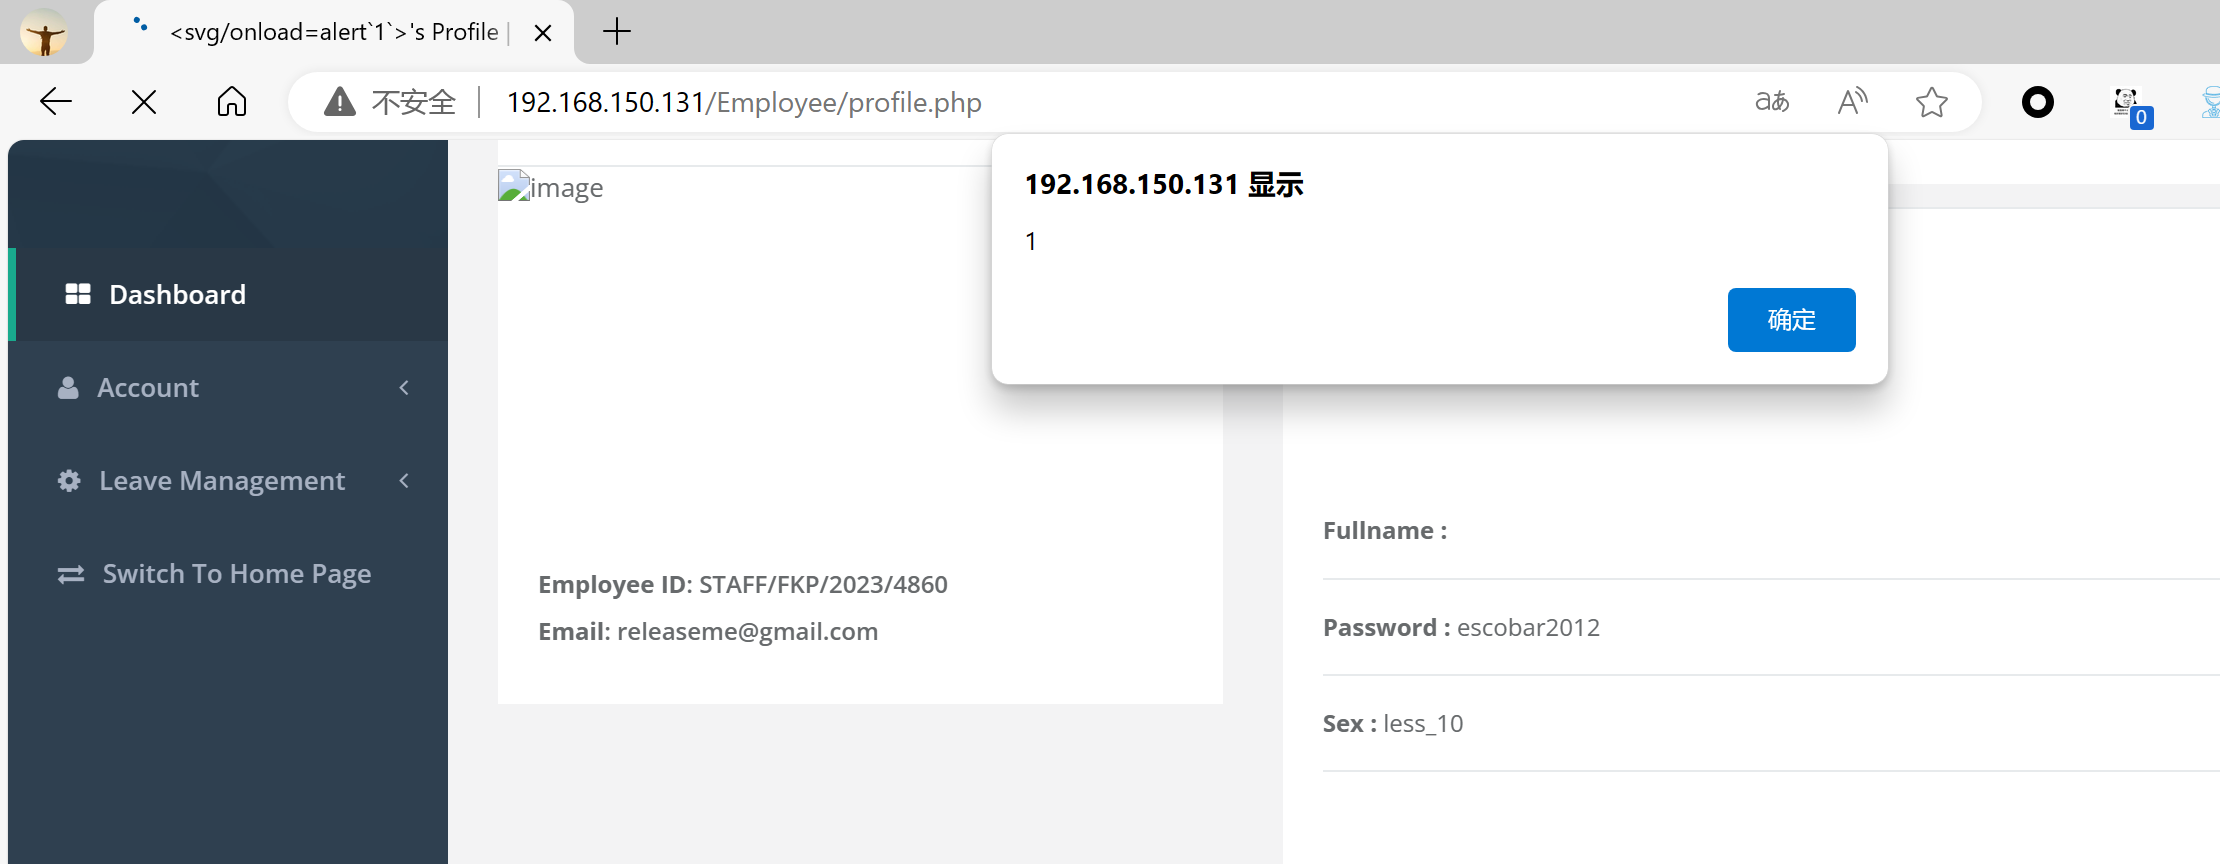 <svg/onload=alert`1`>'s Profile |
不安全 | 192.168.150.131/Employee/profile.php
aあ
A
0
192.168.150.131 显示
1
确定
image
Dashboard
Account
Leave Management
Switch To Home Page
Employee ID: STAFF/FKP/2023/4860
Email: releaseme@gmail.com
Fullname :
Password : escobar2012
Sex : less_10